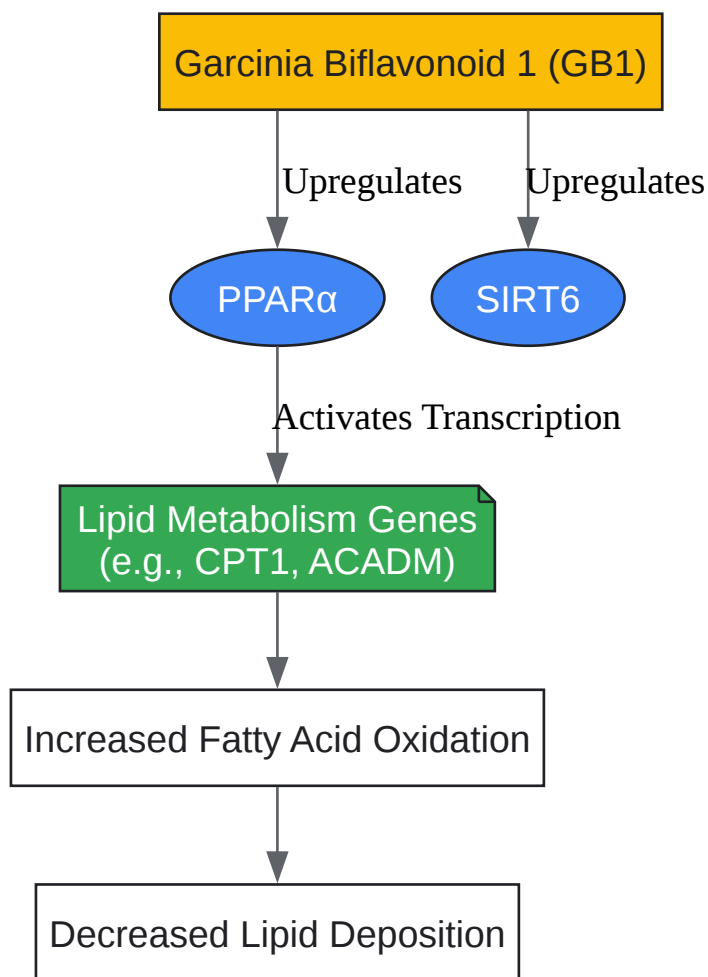 Garcinia Biflavonoid 1 (GB1)
Upregulates
Upregulates
PPARα
SIRT6
Activates Transcription
Lipid Metabolism Genes
(e.g., CPT1, ACADM)
Increased Fatty Acid Oxidation
Decreased Lipid Deposition